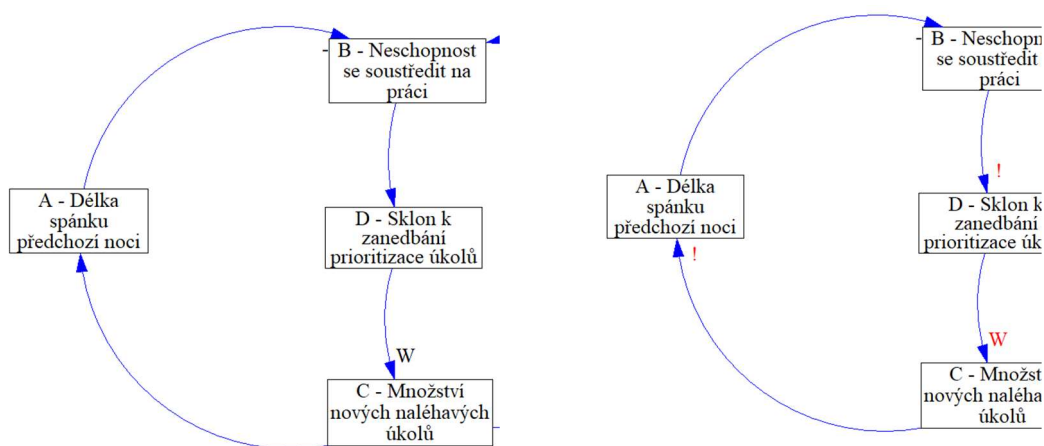 -
B - Neschopnost
se soustředit na
práci
A - Délka
spánku
předchozí noci
D - Sklon k
zanedbání
prioritizace úkolů
W
C - Množství
nových naléhavých
úkolů
-
B - Neschopn
se soustředit
práci
!
A - Délka
spánku
předchozí noci
!
D - Sklon k
zanedbání
prioritizace úk
W
C - Množst
nových naléha
úkolů